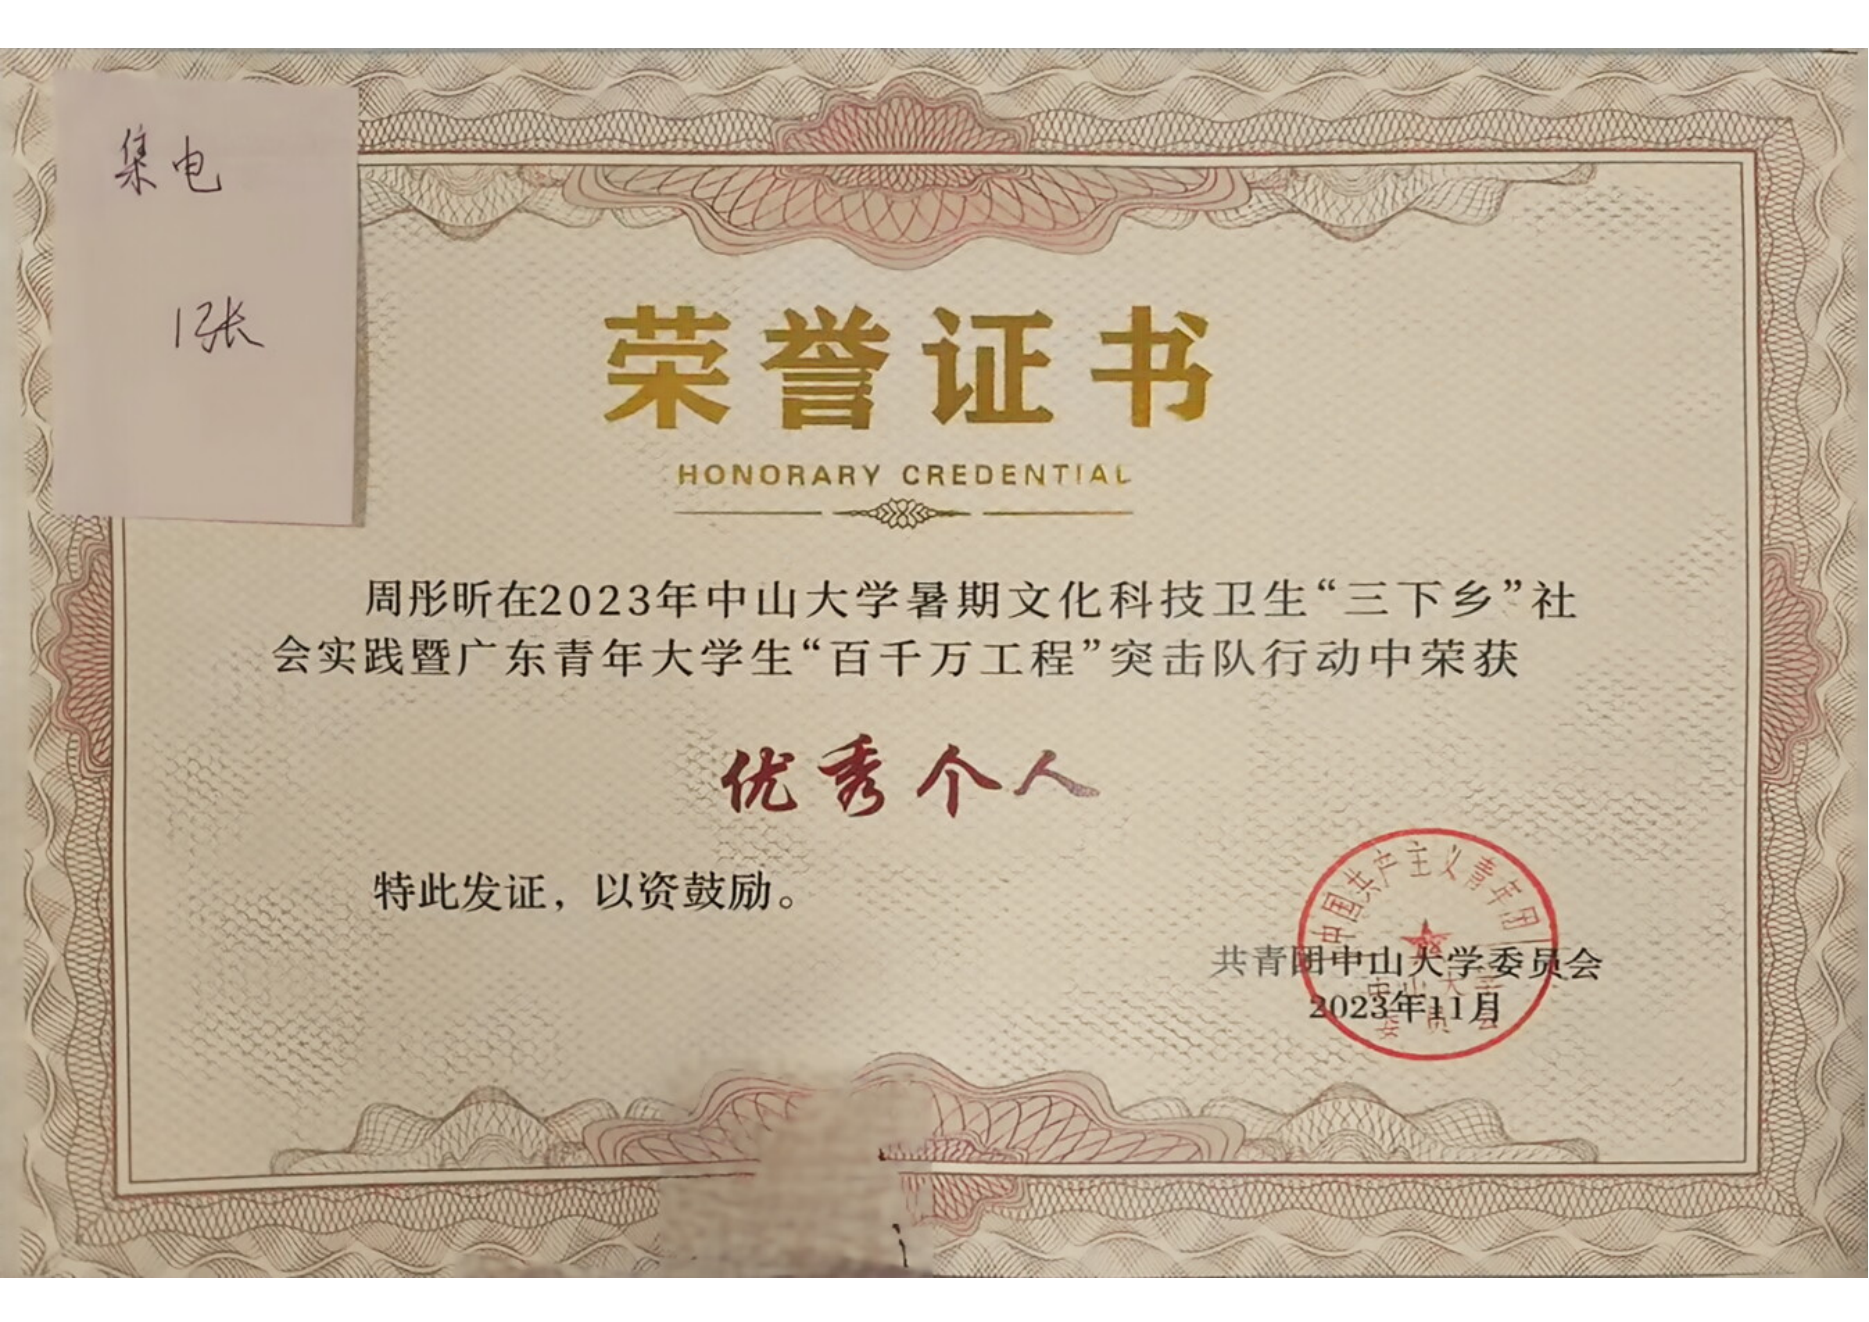 集电
1张
荣誉证书
HONORARY CREDENTIAL
周彤昕在2023年中山大学暑期文化科技卫生“三下乡”社
会实践暨广东青年大学生“百千万工程”突击队行动中荣获
优秀个人
特此发证，以资鼓励。
中国共产主义青年团
共青团中山大学委员会
中山大学
2023年11月
委员会